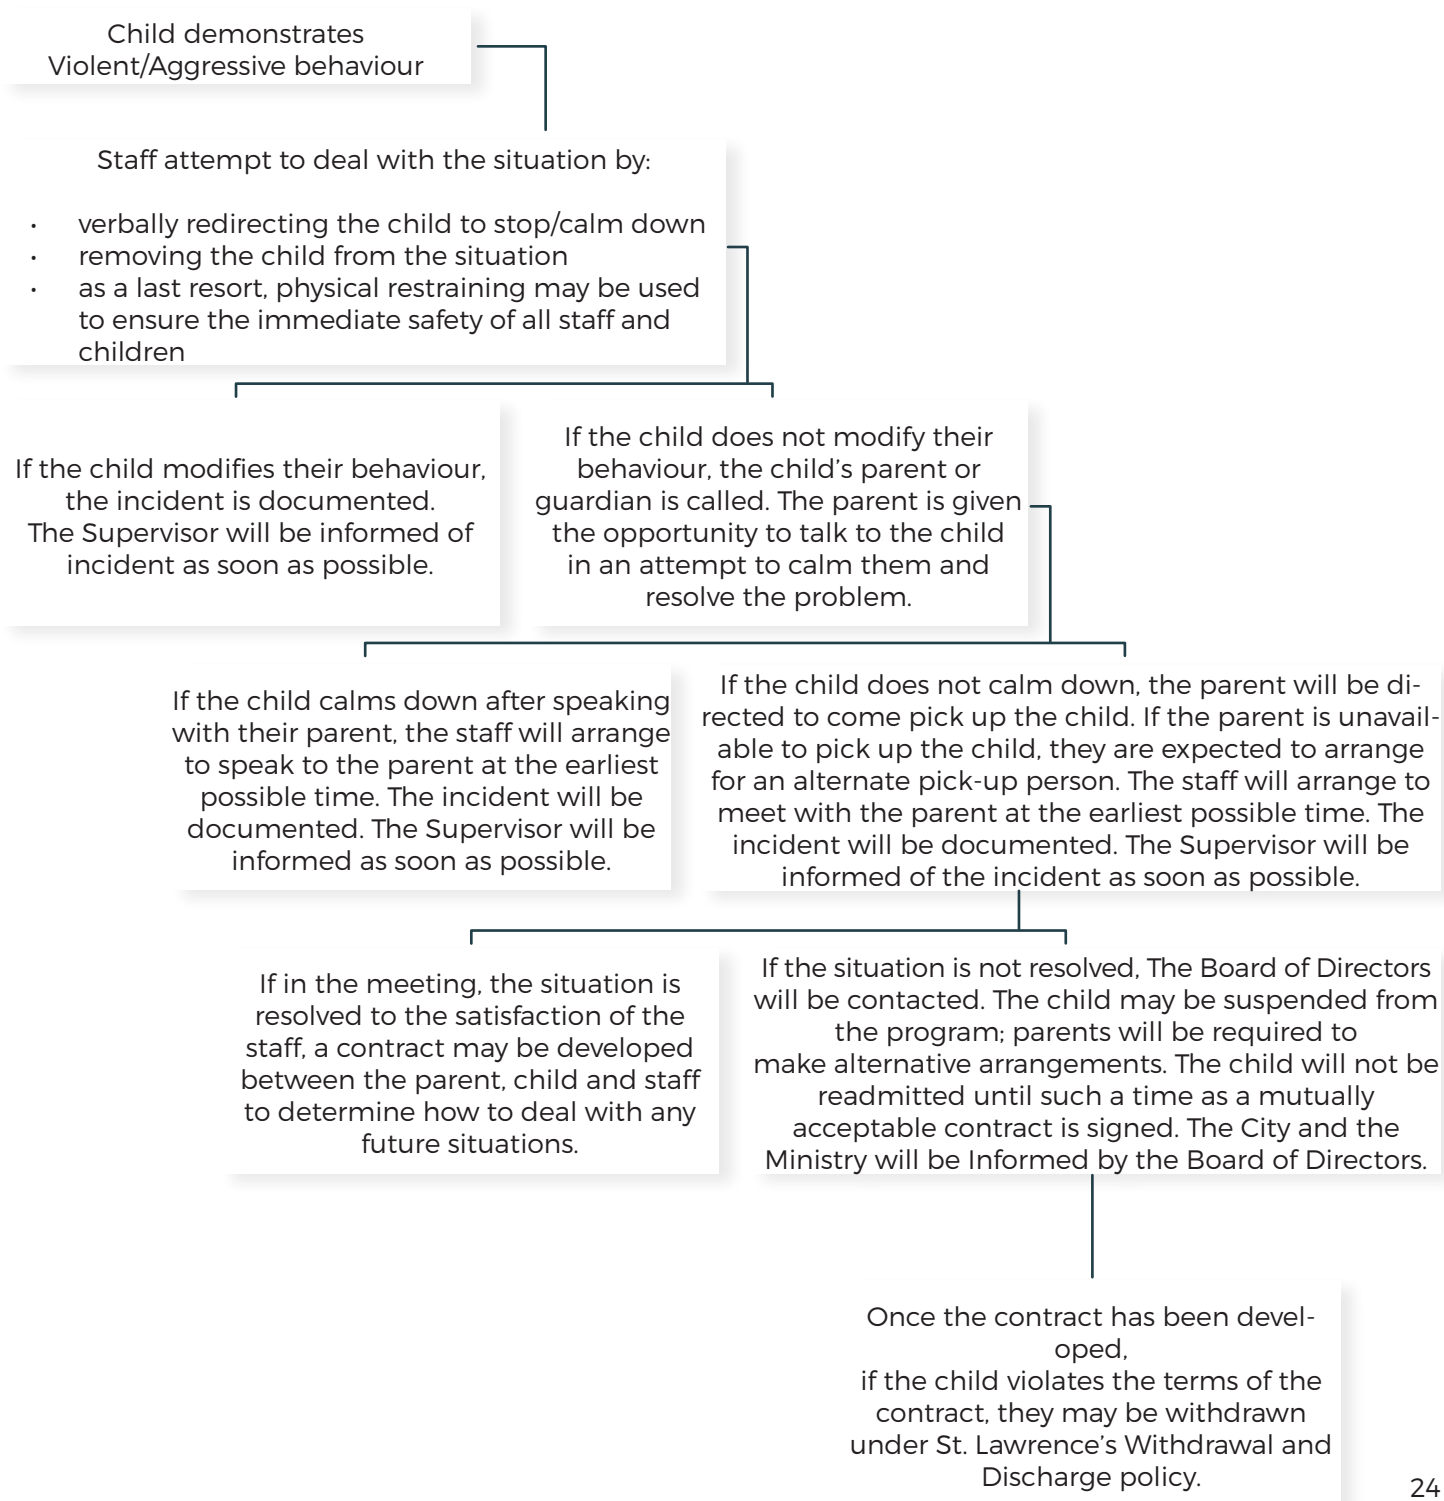 Child demonstrates
Violent/Aggressive behaviour
Staff attempt to deal with the situation by:
• verbally redirecting the child to stop/calm down
• removing the child from the situation
• as a last resort, physical restraining may be used
to ensure the immediate safety of all staff and
children
If the child modifies their behaviour,
the incident is documented.
The Supervisor will be informed of
incident as soon as possible.
If the child does not modify their
behaviour, the child's parent or
guardian is called. The parent is given
the opportunity to talk to the child
in an attempt to calm them and
resolve the problem.
If the child calms down after speaking
with their parent, the staff will arrange
to speak to the parent at the earliest
possible time. The incident will be
documented. The Supervisor will be
informed as soon as possible.
If the child does not calm down, the parent will be di-
rected to come pick up the child. If the parent is unavail-
able to pick up the child, they are expected to arrange
for an alternate pick-up person. The staff will arrange to
meet with the parent at the earliest possible time. The
incident will be documented. The Supervisor will be
informed of the incident as soon as possible.
If in the meeting, the situation is
resolved to the satisfaction of the
staff, a contract may be developed
between the parent, child and staff
to determine how to deal with any
future situations.
If the situation is not resolved, The Board of Directors
will be contacted. The child may be suspended from
the program; parents will be required to
make alternative arrangements. The child will not be
readmitted until such a time as a mutually
acceptable contract is signed. The City and the
Ministry will be Informed by the Board of Directors.
Once the contract has been devel-
oped,
if the child violates the terms of the
contract, they may be withdrawn
under St. Lawrence's Withdrawal and
Discharge policy.
24